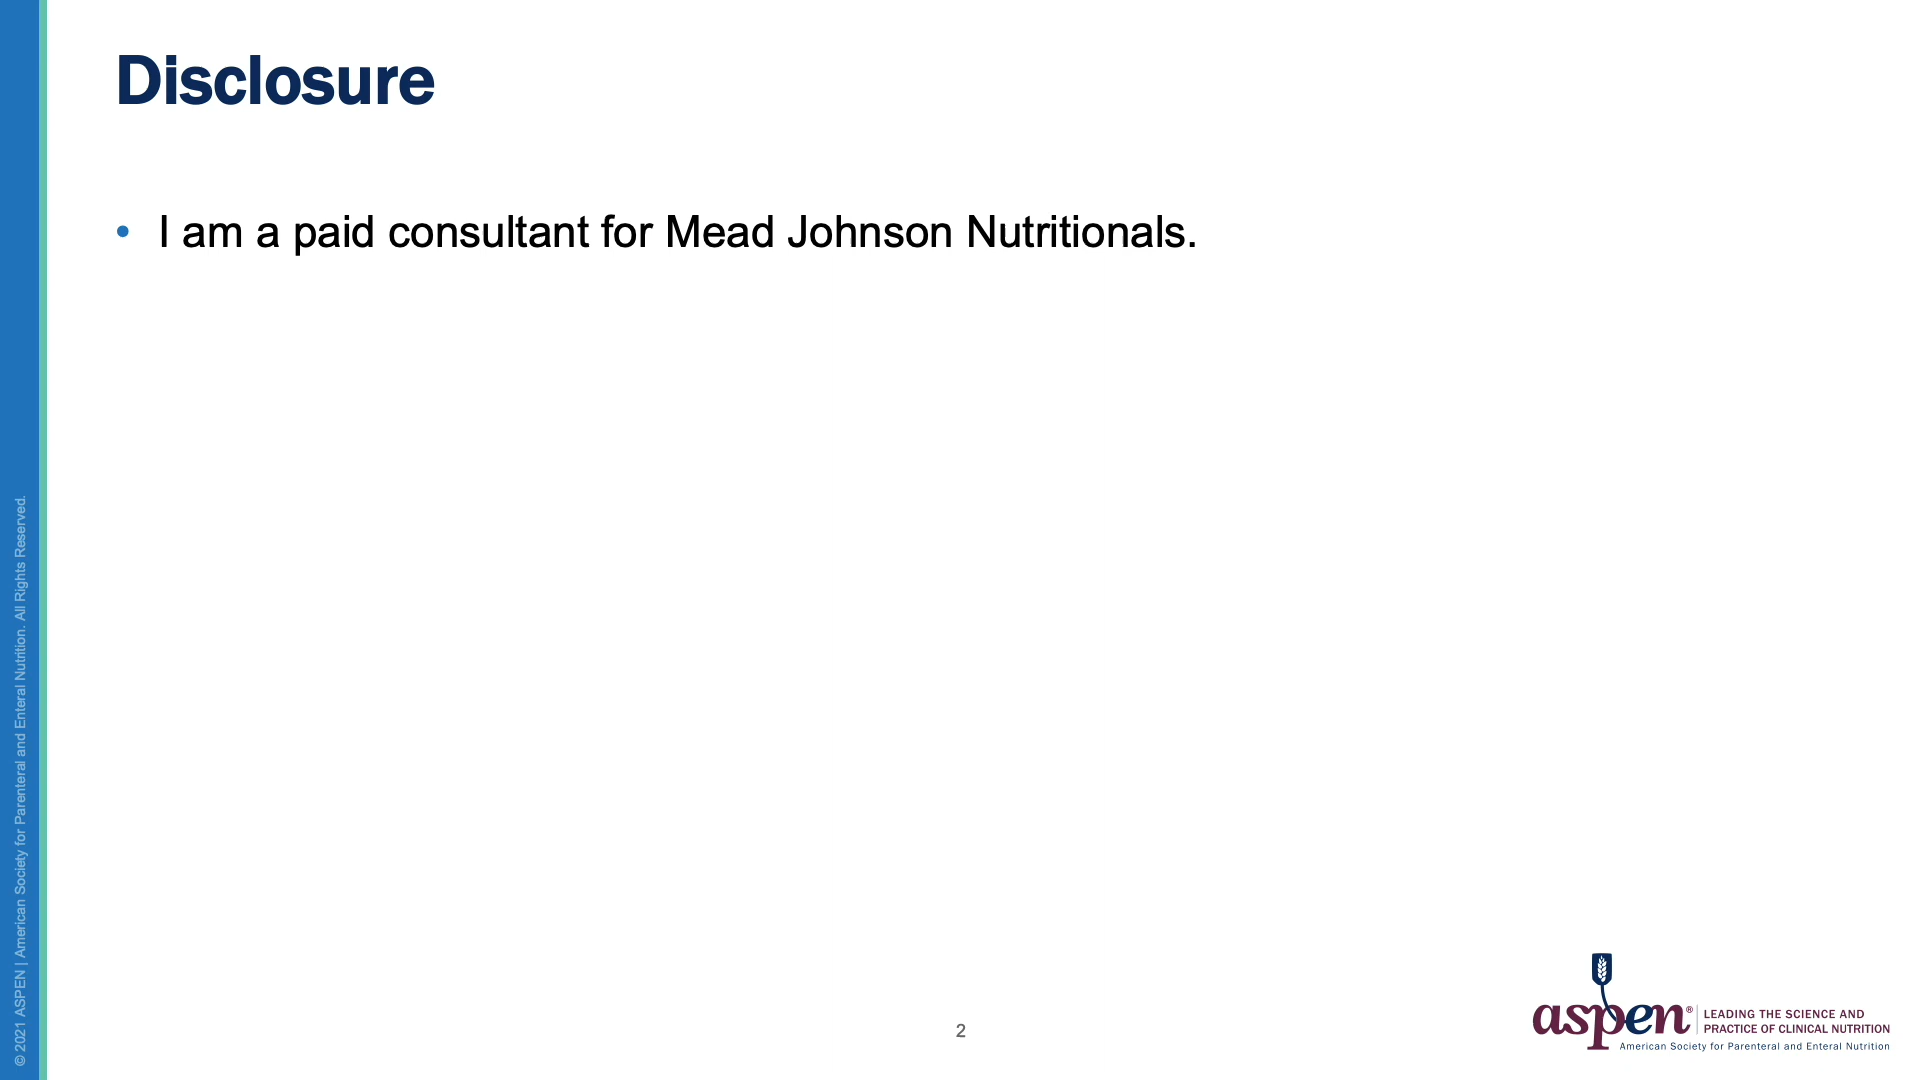 Disclosure
• I am a paid consultant for Mead Johnson Nutritionals.
© 2021 ASPEN | American Society for Parenteral and Enteral Nutrition. All Rights Reserved.
2
aspen®
LEADING THE SCIENCE AND
PRACTICE OF CLINICAL NUTRITION
American Society for Parenteral and Enteral Nutrition